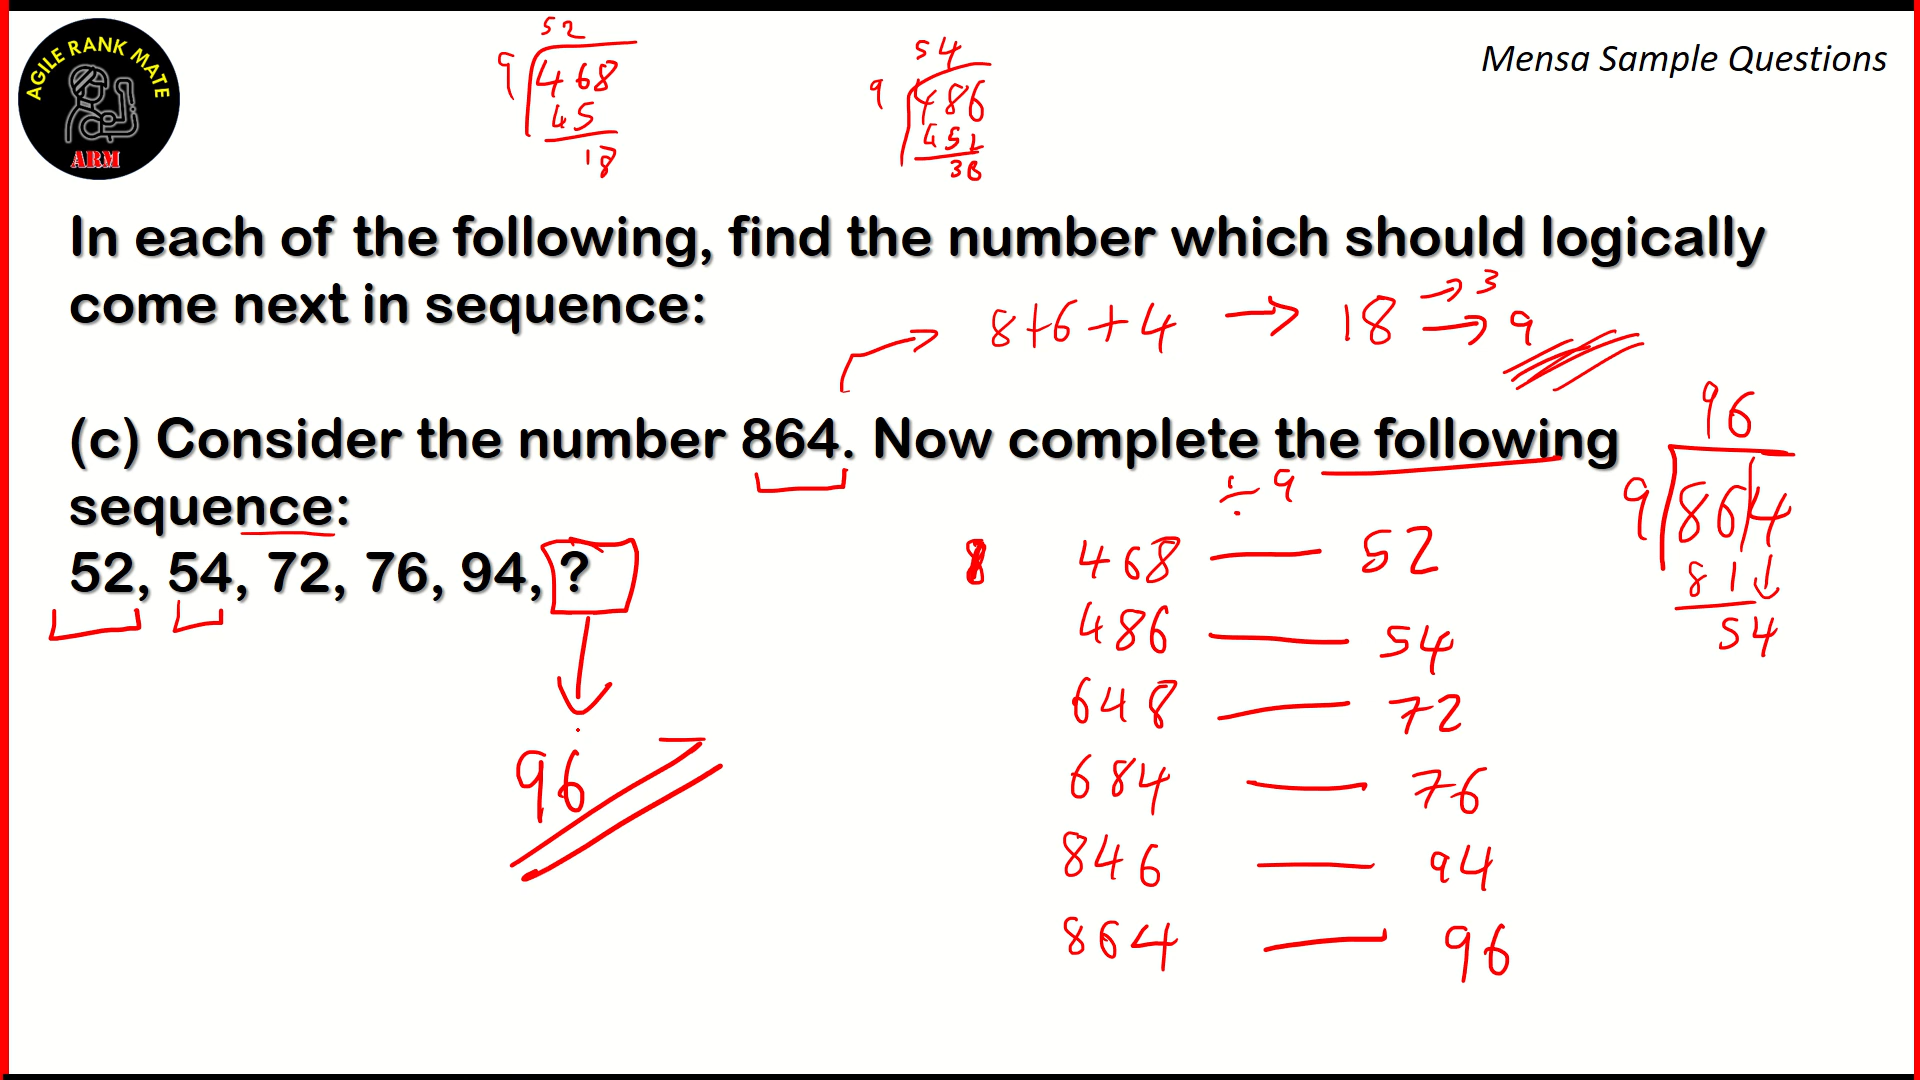 AGILE RANK MATE
ARM
Mensa Sample Questions
52
9 468
45
18
54
9 486
452
36
In each of the following, find the number which should logically
come next in sequence:
8+6+4 → 18 → 3
→ 9
(c) Consider the number 864. Now complete the following
sequence:
52, 54, 72, 76, 94, ?
96
÷ 9
468 — 52
486 — 54
648 — 72
684 — 76
846 — 94
864 — 96
96
9 864
81
54